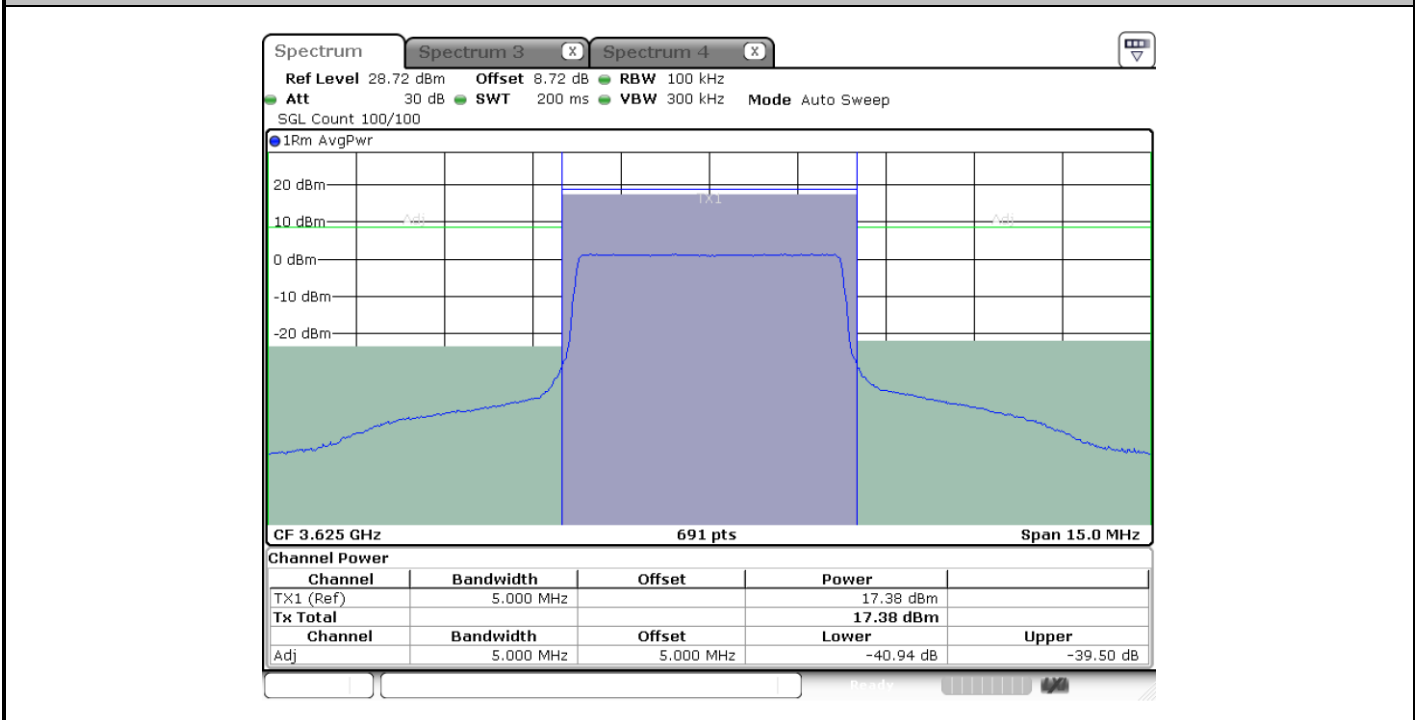 Spectrum Spectrum 3 X Spectrum 4 X
Ref Level 28.72 dBm Offset 8.72 dB RBW 100 kHz
Att 30 dB SWT 200 ms VBW 300 kHz Mode Auto Sweep
SGL Count 100/100
1Rm AvgPwr
20 dBm
TX1
10 dBm Adj Adj
0 dBm
-10 dBm
-20 dBm
CF 3.625 GHz 691 pts Span 15.0 MHz
Channel Power
Channel Bandwidth Offset Power
TX1 (Ref) 5.000 MHz 17.38 dBm
Tx Total 17.38 dBm
Channel Bandwidth Offset Lower Upper
Adj 5.000 MHz 5.000 MHz -40.94 dB -39.50 dB
Ready